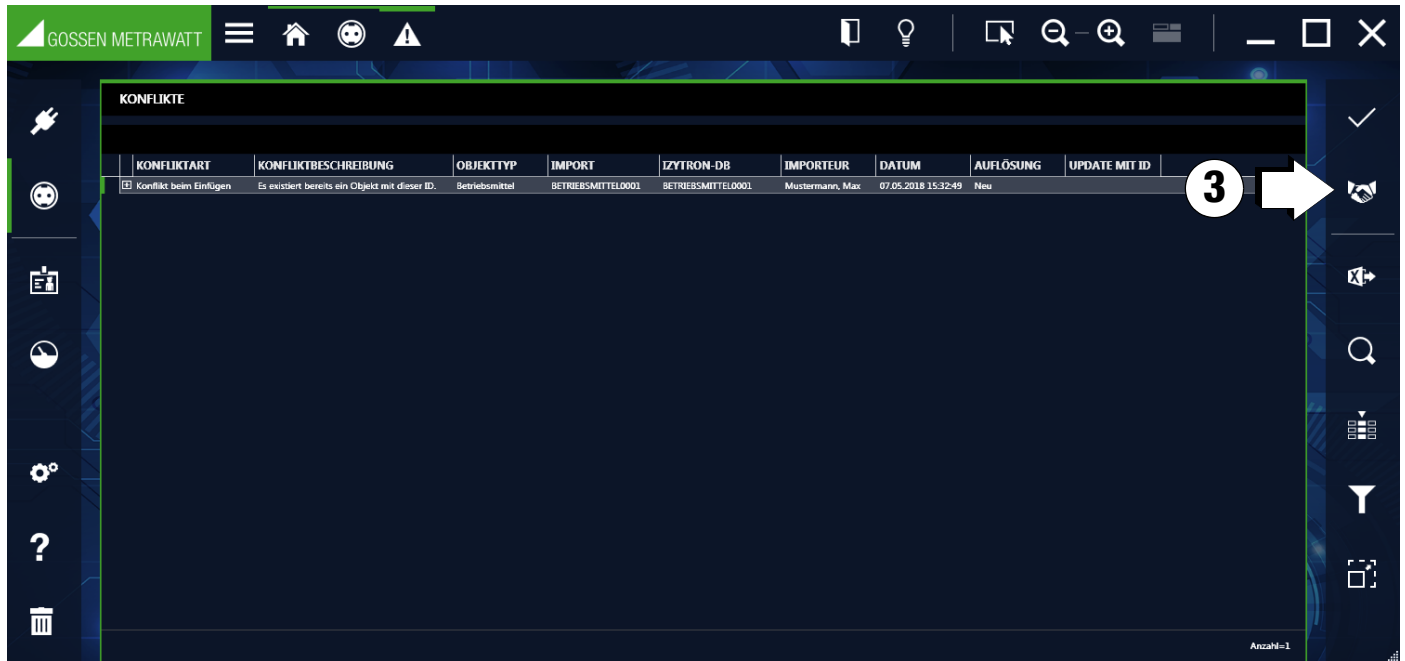 GOSSEN METRAWATT
KONFLIKTE
KONFLIKTART KONFLIKTBESCHREIBUNG OBJEKTTYP IMPORT IZYTRON-DB IMPORTEUR DATUM AUFLÖSUNG UPDATE MIT ID
Konflikt beim Einfügen Es existiert bereits ein Objekt mit dieser ID. Betriebsmittel BETRIEBSMITTEL0001 BETRIEBSMITTEL0001 Mustermann, Max 07.05.2018 15:32:49 Neu
3
?
Anzahl=1